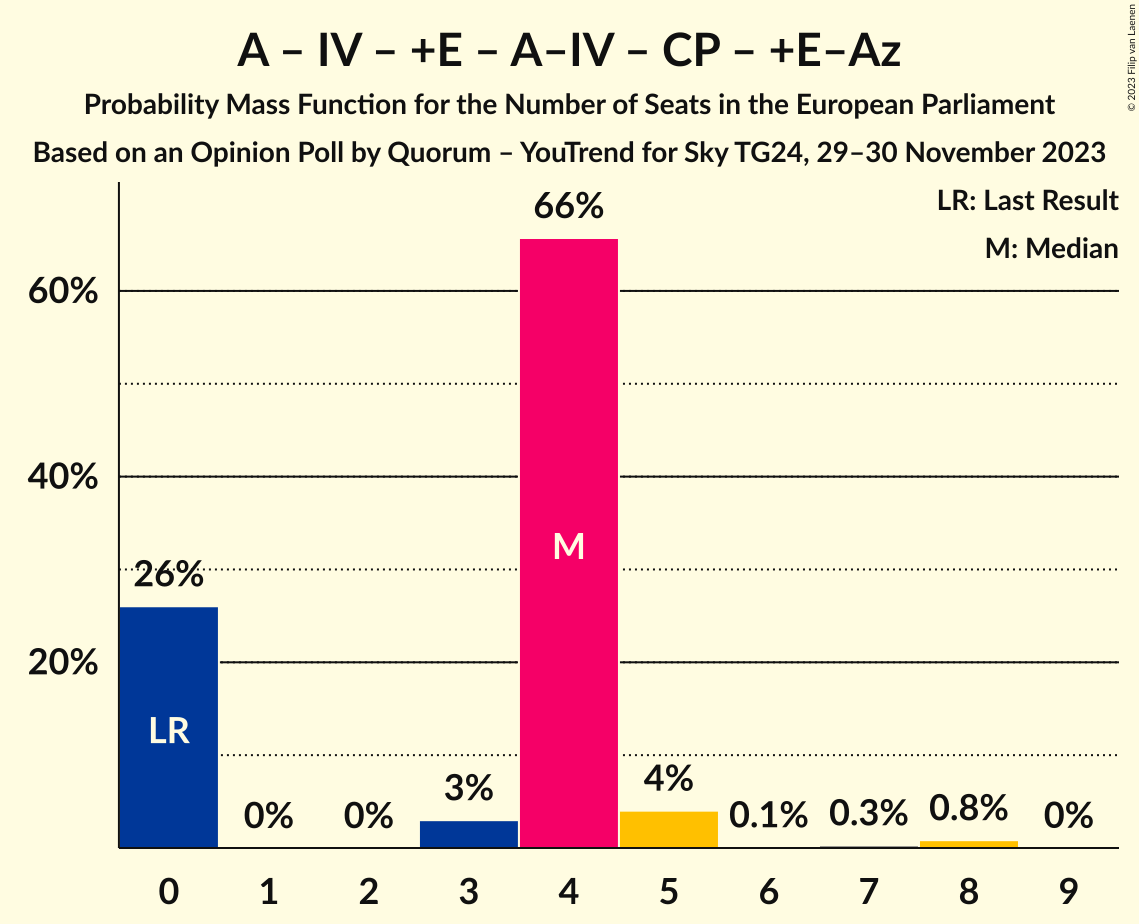 A – IV – +E – A–IV – CP – +E–Az
Probability Mass Function for the Number of Seats in the European Parliament
Based on an Opinion Poll by Quorum – YouTrend for Sky TG24, 29–30 November 2023
© 2023 Filip van Laenen
LR: Last Result
M: Median
66%
60%
40%
M
26%
20%
LR
0%
0%
3%
4%
0.1%
0.3%
0.8%
0%
0 1 2 3 4 5 6 7 8 9